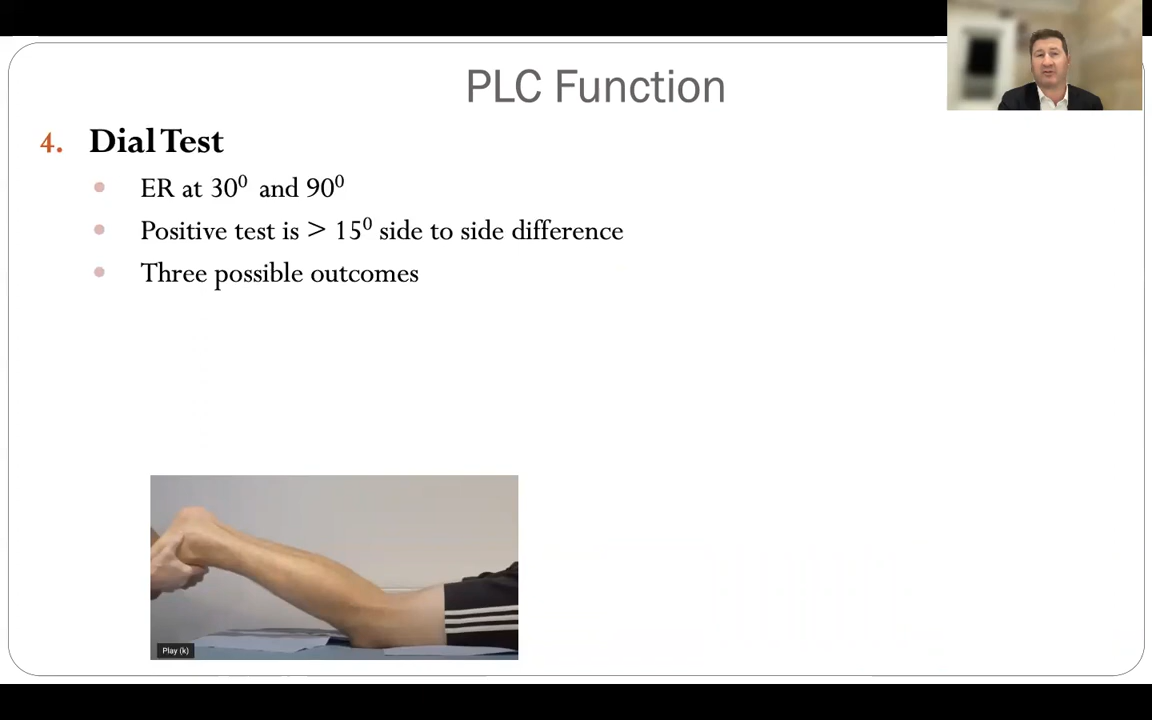 PLC Function
4. Dial Test
ER at 30⁰ and 90⁰
Positive test is > 15⁰ side to side difference
Three possible outcomes
Play (k)